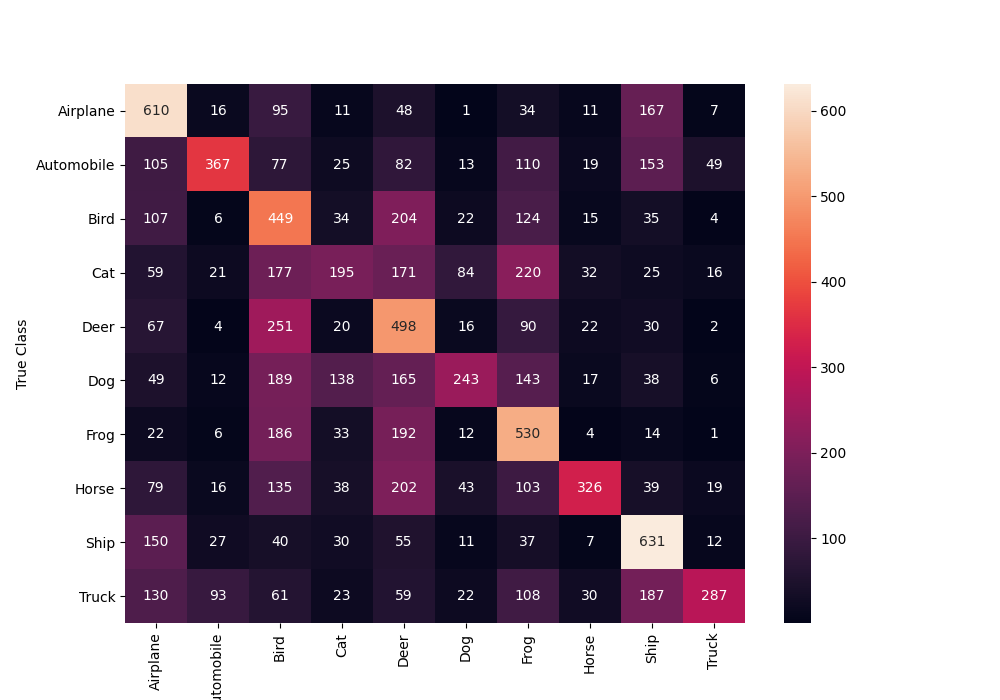 Airplane 610 16 95 11 48 1 34 11 167 7
Automobile 105 367 77 25 82 13 110 19 153 49
Bird 107 6 449 34 204 22 124 15 35 4
Cat 59 21 177 195 171 84 220 32 25 16
Deer 67 4 251 20 498 16 90 22 30 2
Dog 49 12 189 138 165 243 143 17 38 6
Frog 22 6 186 33 192 12 530 4 14 1
Horse 79 16 135 38 202 43 103 326 39 19
Ship 150 27 40 30 55 11 37 7 631 12
Truck 130 93 61 23 59 22 108 30 187 287
True Class
Airplane
utomobile
Bird
Cat
Deer
Dog
Frog
Horse
Ship
Truck
600
500
400
300
200
100